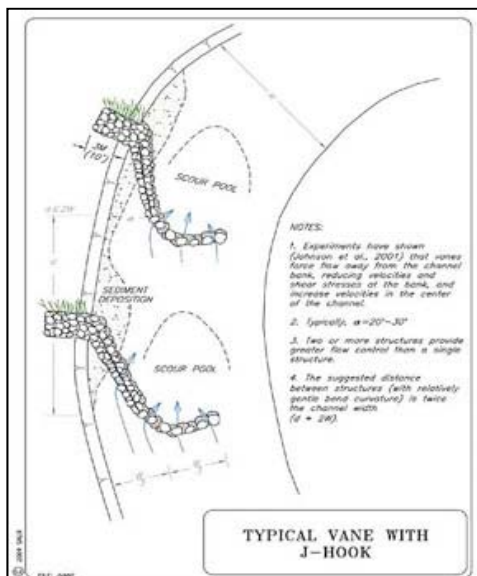 3M
(10')
SCOUR POOL
d=2W
SEDIMENT
DEPOSITION
SCOUR POOL
NOTES:
1. Experiments have shown
(Johnson et al., 2001) that vanes
force flow away from the channel
bank, reducing velocities and
shear stresses at the bank, and
increase velocities in the center
of the channel.
2. Typically, α=20°-30°
3. Two or more structures provide
greater flow control than a single
structure.
4. The suggested distance
between structures (with relatively
gentle bend curvature) is twice
the channel width
(d = 2W).
TYPICAL VANE WITH
J-HOOK